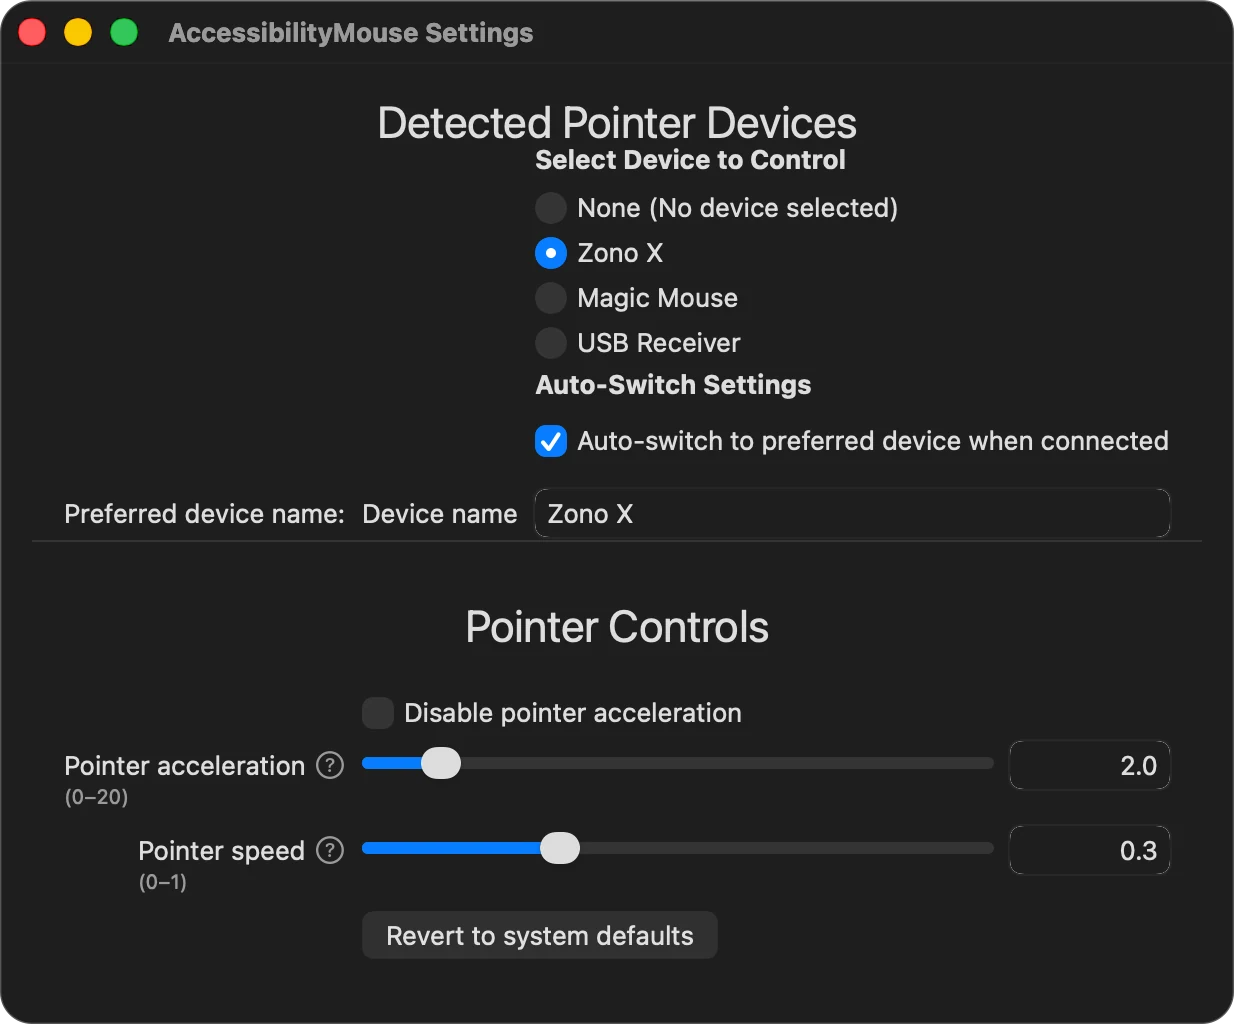 AccessibilityMouse Settings
Detected Pointer Devices
Select Device to Control
None (No device selected)
Zono X
Magic Mouse
USB Receiver
Auto-Switch Settings
Auto-switch to preferred device when connected
Preferred device name: Device name Zono X
Pointer Controls
Disable pointer acceleration
Pointer acceleration ? 2.0
(0–20)
Pointer speed ? 0.3
(0–1)
Revert to system defaults